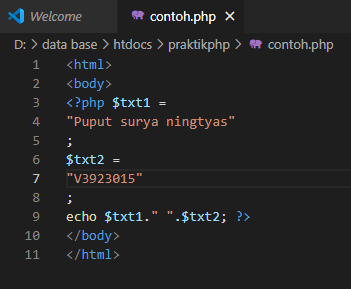 Welcome contoh.php
D: > data base > htdocs > praktikphp > contoh.php
1 <html>
2 <body>
3 <?php $txt1 =
4 "Puput surya ningtyas"
5 ;
6 $txt2 =
7 "V3923015"
8 ;
9 echo $txt1." ".$txt2; ?>
10 </body>
11 </html>